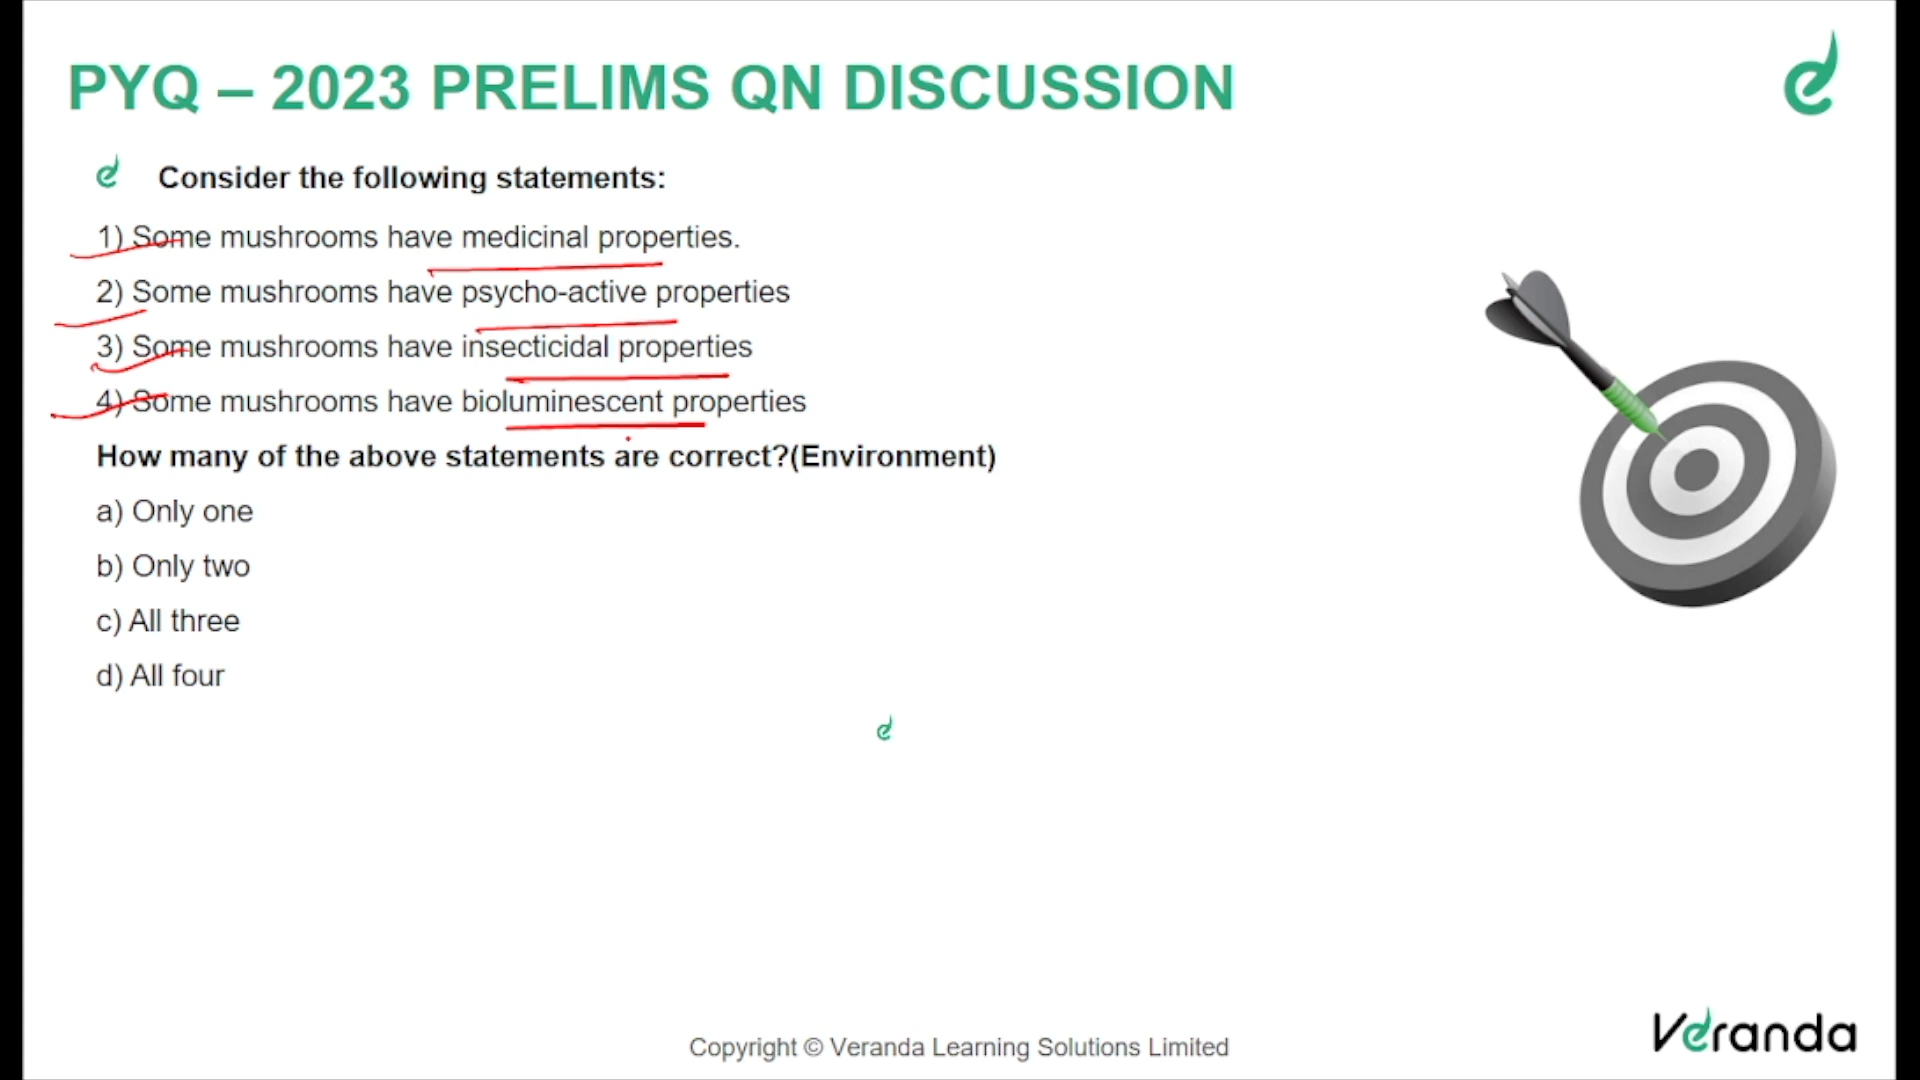 PYQ – 2023 PRELIMS QN DISCUSSION
Consider the following statements:
1) Some mushrooms have medicinal properties.
2) Some mushrooms have psycho-active properties
3) Some mushrooms have insecticidal properties
4) Some mushrooms have bioluminescent properties
How many of the above statements are correct?(Environment)
a) Only one
b) Only two
c) All three
d) All four
Copyright © Veranda Learning Solutions Limited
Veranda